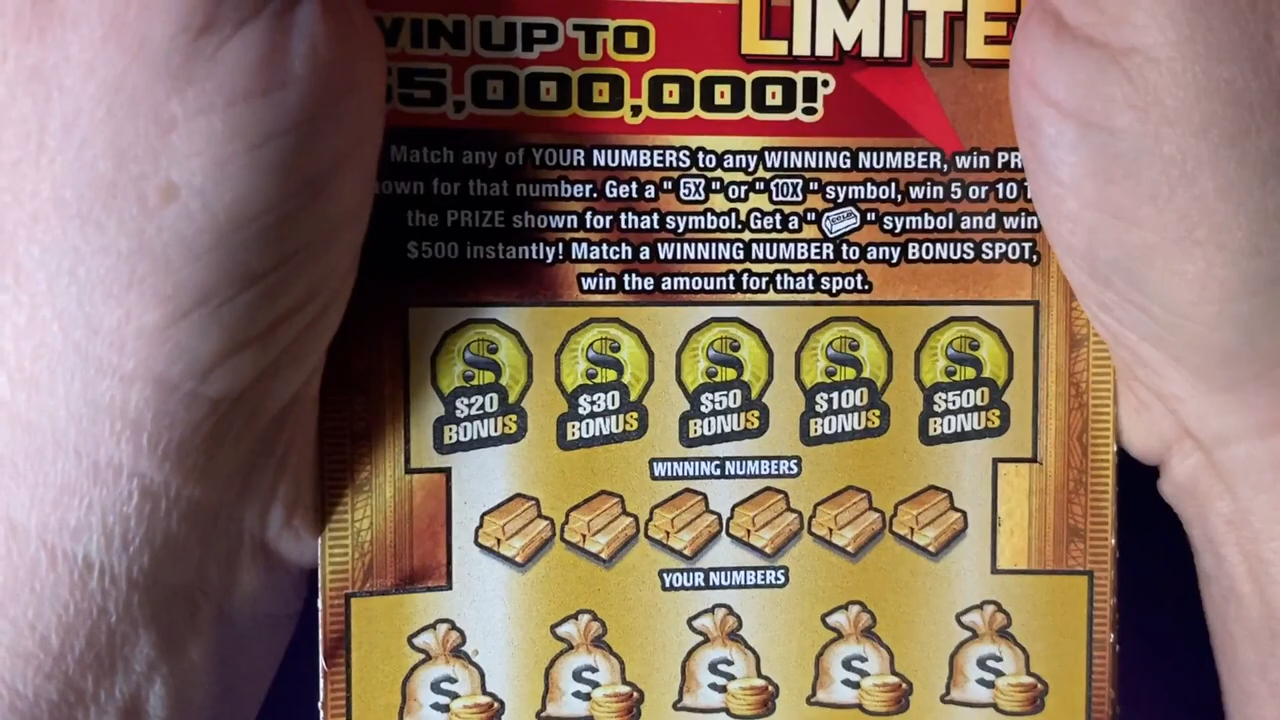 LIMITE
WIN UP TO
$5,000,000!*
Match any of YOUR NUMBERS to any WINNING NUMBER, win PR
own for that number. Get a " 5X " or " 10X " symbol, win 5 or 10 T
the PRIZE shown for that symbol. Get a " GOLD " symbol and win
$500 instantly! Match a WINNING NUMBER to any BONUS SPOT,
win the amount for that spot.
$ $ $ $ $
$20 $30 $50 $100 $500
BONUS BONUS BONUS BONUS BONUS
WINNING NUMBERS
YOUR NUMBERS
$ $ $ $ $